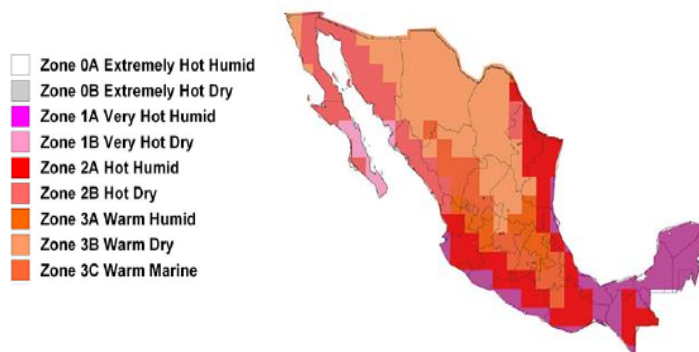 Zone 0A Extremely Hot Humid
Zone 0B Extremely Hot Dry
Zone 1A Very Hot Humid
Zone 1B Very Hot Dry
Zone 2A Hot Humid
Zone 2B Hot Dry
Zone 3A Warm Humid
Zone 3B Warm Dry
Zone 3C Warm Marine